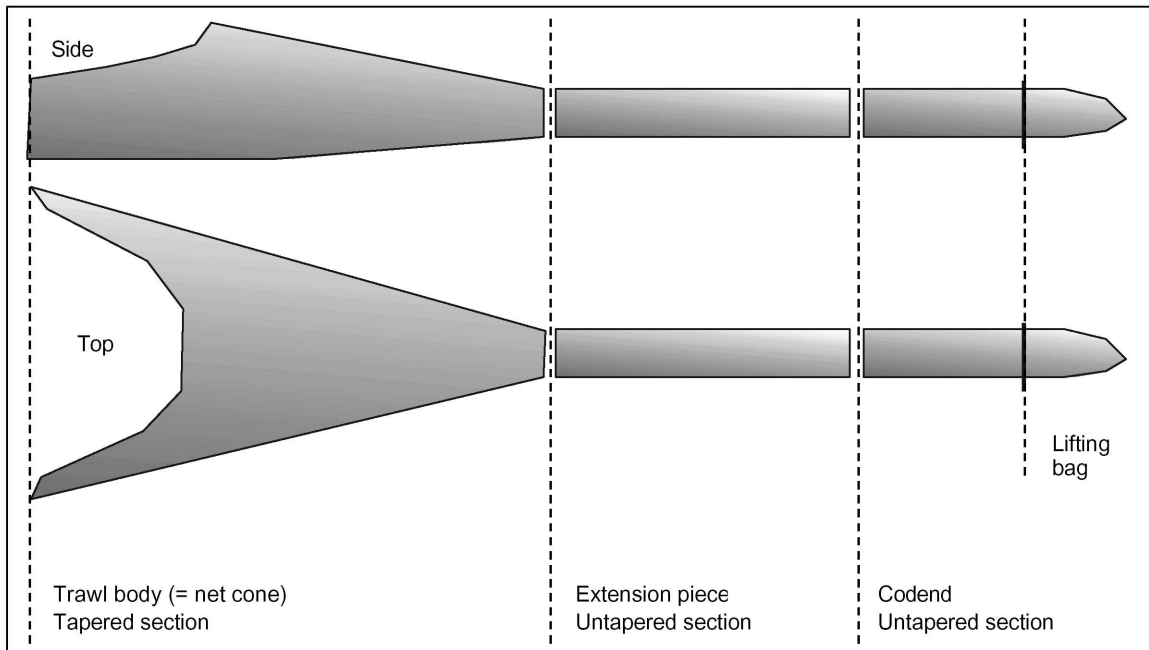 Side
Top
Lifting
bag
Trawl body (= net cone)
Tapered section
Extension piece
Untapered section
Codend
Untapered section